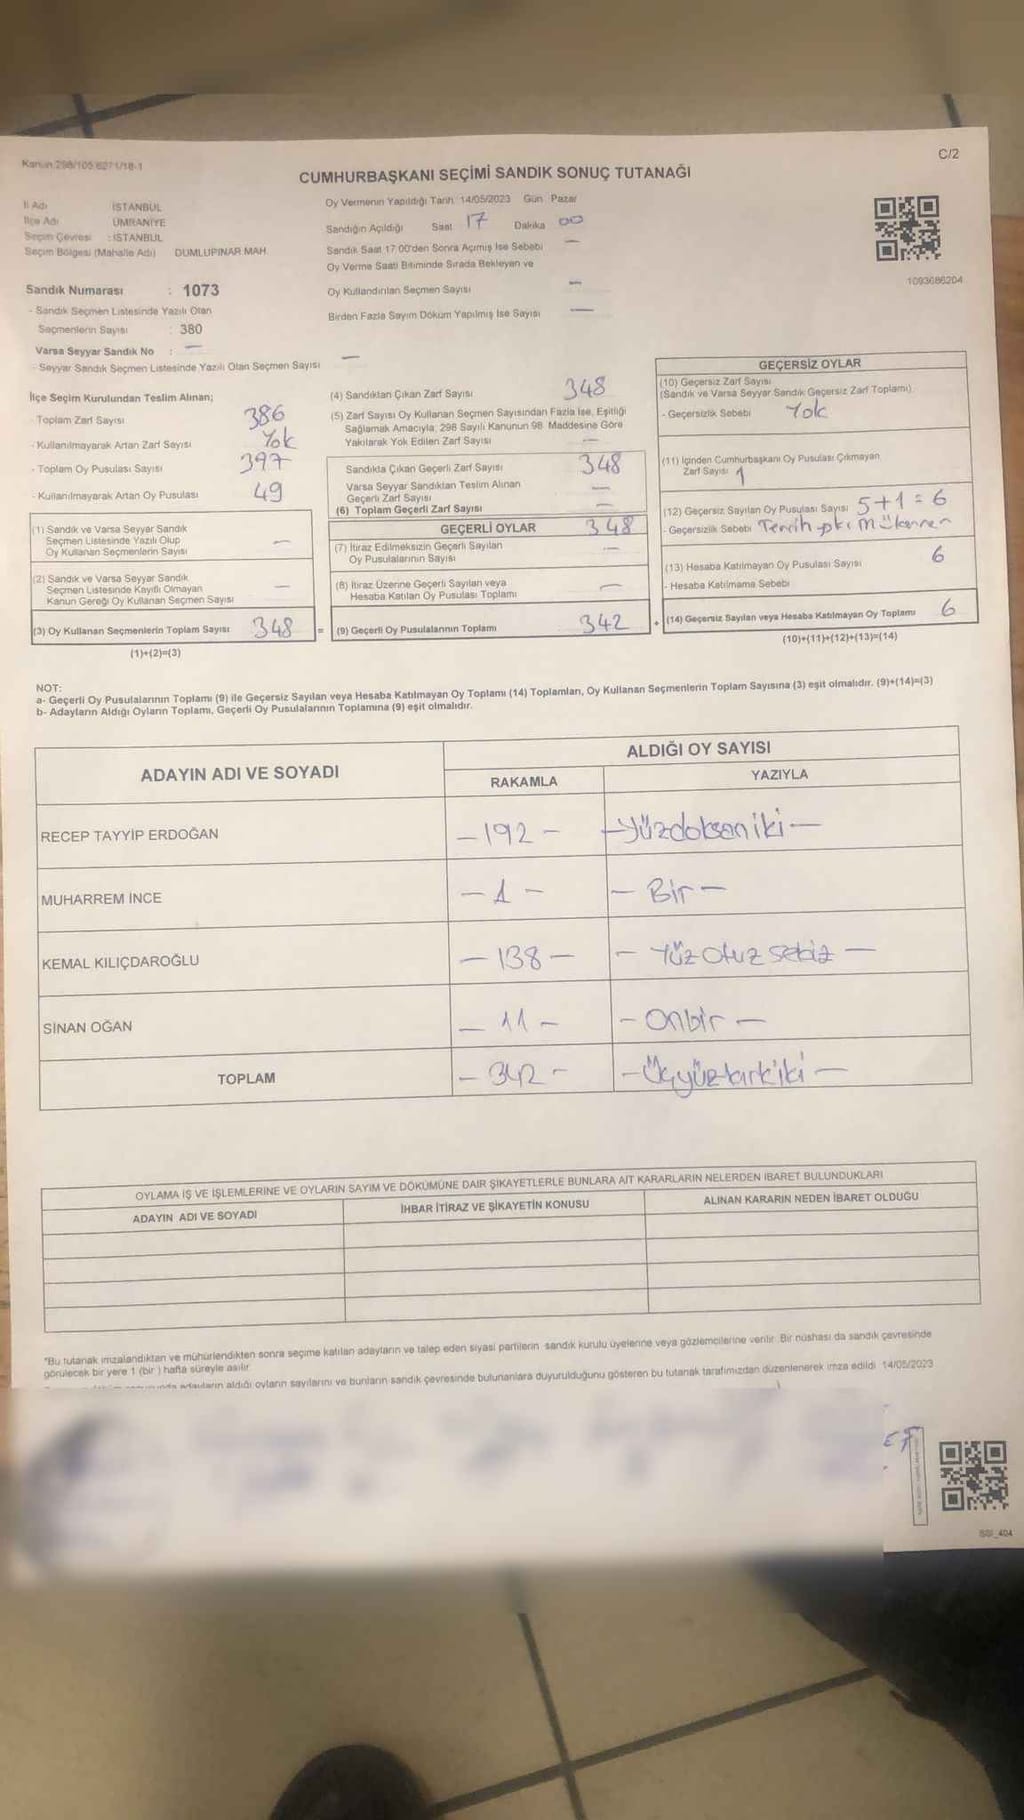 Kanun 298/105 6271/18-1
C/2
CUMHURBAŞKANI SEÇİMİ SANDIK SONUÇ TUTANAĞI
İl Adı İSTANBUL
İlçe Adı ÜMRANİYE
Seçim Çevresi : İSTANBUL
Seçim Bölgesi (Mahalle Adı) DUMLUPINAR MAH.
Sandık Numarası : 1073
- Sandık Seçmen Listesinde Yazılı Olan
Seçmenlerin Sayısı : 380
Varsa Seyyar Sandık No : —
- Seyyar Sandık Seçmen Listesinde Yazılı Olan Seçmen Sayısı —
Oy Vermenin Yapıldığı Tarih: 14/05/2023 Gün: Pazar
Sandığın Açıldığı Saat 17 Dakika 00
Sandık Saat 17:00'den Sonra Açımış İse Sebebi —
Oy Verme Saati Bitiminde Sırada Bekleyen ve
Oy Kullandırılan Seçmen Sayısı —
Birden Fazla Sayım Döküm Yapılmış İse Sayısı —
1093686204
İlçe Seçim Kurulundan Teslim Alınan;
- Toplam Zarf Sayısı 386
- Kullanılmayarak Artan Zarf Sayısı Yok
- Toplam Oy Pusulası Sayısı 397
- Kullanılmayarak Artan Oy Pusulası 49
(1) Sandık ve Varsa Seyyar Sandık
Seçmen Listesinde Yazılı Olup
Oy Kullanan Seçmenlerin Sayısı —
(2) Sandık ve Varsa Seyyar Sandık
Seçmen Listesinde Kayıtlı Olmayan
Kanun Gereği Oy Kullanan Seçmen Sayısı —
(3) Oy Kullanan Seçmenlerin Toplam Sayısı 348 =
(1)+(2)=(3)
(4) Sandıktan Çıkan Zarf Sayısı 348
(5) Zarf Sayısı Oy Kullanan Seçmen Sayısından Fazla İse, Eşitliği
Sağlamak Amacıyla, 298 Sayılı Kanunun 98. Maddesine Göre
Yakılarak Yok Edilen Zarf Sayısı —
Sandıkta Çıkan Geçerli Zarf Sayısı 348
Varsa Seyyar Sandıktan Teslim Alınan
Geçerli Zarf Sayısı —
(6) Toplam Geçerli Zarf Sayısı —
GEÇERLİ OYLAR 348
(7) İtiraz Edilmeksizin Geçerli Sayılan
Oy Pusulalarının Sayısı —
(8) İtiraz Üzerine Geçerli Sayılan veya
Hesaba Katılan Oy Pusulası Toplamı —
(9) Geçerli Oy Pusulalarının Toplamı 342 +
GEÇERSİZ OYLAR
(10) Geçersiz Zarf Sayısı
(Sandık ve Varsa Seyyar Sandık Geçersiz Zarf Toplamı)
- Geçersizlik Sebebi Yok
(11) İçinden Cumhurbaşkanı Oy Pusulası Çıkmayan
Zarf Sayısı 1
(12) Geçersiz Sayılan Oy Pusulası Sayısı 5+1=6
- Geçersizlik Sebebi Tercih
(13) Hesaba Katılmayan Oy Pusulası Sayısı 6
- Hesaba Katılmama Sebebi
(14) Geçersiz Sayılan veya Hesaba Katılmayan Oy Toplamı 6
(10)+(11)+(12)+(13)=(14)
NOT:
a- Geçerli Oy Pusulalarının Toplamı (9) ile Geçersiz Sayılan veya Hesaba Katılmayan Oy Toplamı (14) Toplamları, Oy Kullanan Seçmenlerin Toplam Sayısına (3) eşit olmalıdır. (9)+(14)=(3)
b- Adayların Aldığı Oyların Toplamı, Geçerli Oy Pusulalarının Toplamına (9) eşit olmalıdır.
ADAYIN ADI VE SOYADI ALDIĞI OY SAYISI
RAKAMLA YAZIYLA
RECEP TAYYİP ERDOĞAN — 192 — — Yüzdoksan iki —
MUHARREM İNCE — 1 — — Bir —
KEMAL KILIÇDAROĞLU — 138 — — Yüz Otuz sekiz —
SİNAN OĞAN — 11 — — Onbir —
TOPLAM — 342 — — Üçyüzkırkiki —
OYLAMA İŞ VE İŞLEMLERİNE VE OYLARIN SAYIM VE DÖKÜMÜNE DAİR ŞİKAYETLERLE BUNLARA AİT KARARLARIN NELERDEN İBARET BULUNDUKLARI
ADAYIN ADI VE SOYADI İHBAR İTİRAZ VE ŞİKAYETİN KONUSU ALINAN KARARIN NEDEN İBARET OLDUĞU
*Bu tutanak imzalandıktan ve mühürlendikten sonra seçime katılan adayların ve talep eden siyasi partilerin sandık kurulu üyelerine veya gözlemcilerine verilir. Bir nüshası da sandık çevresinde
görülecek bir yere 1 (bir) hafta süreyle asılır.
adayların aldığı oyların sayılarını ve bunların sandık çevresinde bulunanlara duyurulduğunu gösteren bu tutanak tarafımızdan düzenlenerek imza edildi. 14/05/2023
SSI_404